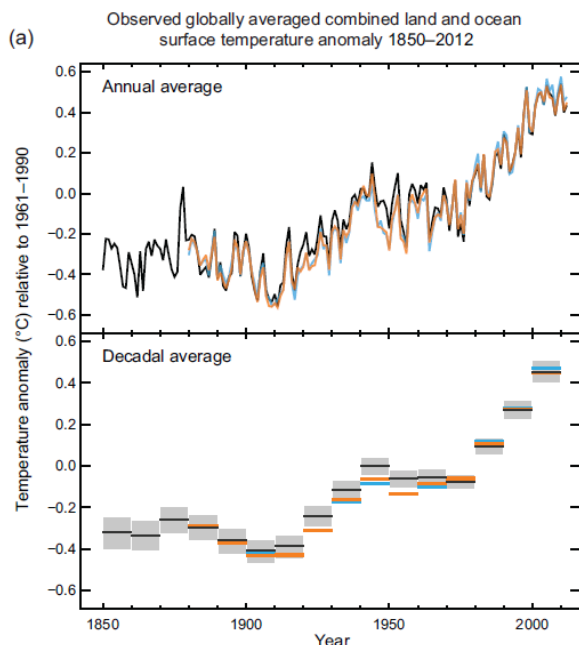 Observed globally averaged combined land and ocean
(a)
surface temperature anomaly 1850–2012
Temperature anomaly (°C) relative to 1961–1990
Annual average
0.6
0.4
0.2
0.0
−0.2
−0.4
−0.6
Decadal average
0.4
0.2
0.0
−0.2
−0.4
−0.6
1850
1900
1950
2000
Year